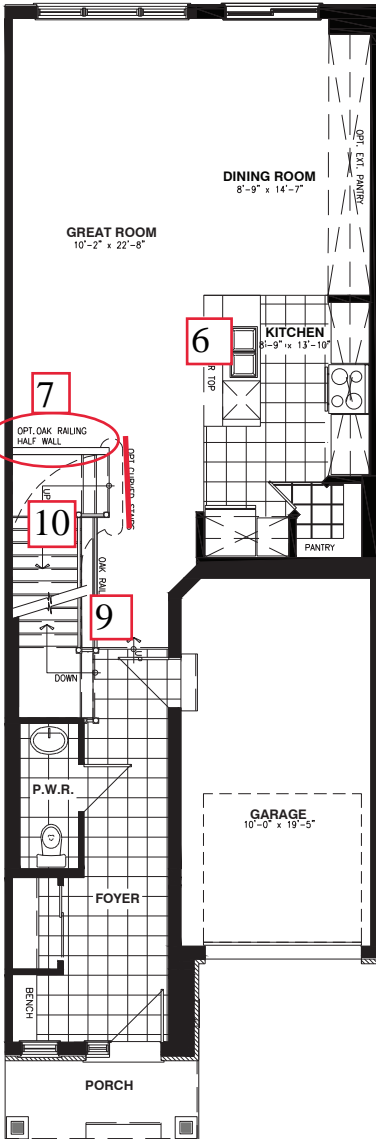 OPT. EXT. PANTRY
DINING ROOM
8'-9" x 14'-7"
GREAT ROOM
10'-2" x 22'-8"
6
KITCHEN
8'-9" x 13'-10"
R TOP
7
OPT. OAK RAILING
HALF WALL
UP
OPT CURVED STAIRS
10
PANTRY
OAK RAIL
9
UP
DOWN
P.W.R.
GARAGE
10'-0" x 19'-5"
FOYER
BENCH
PORCH